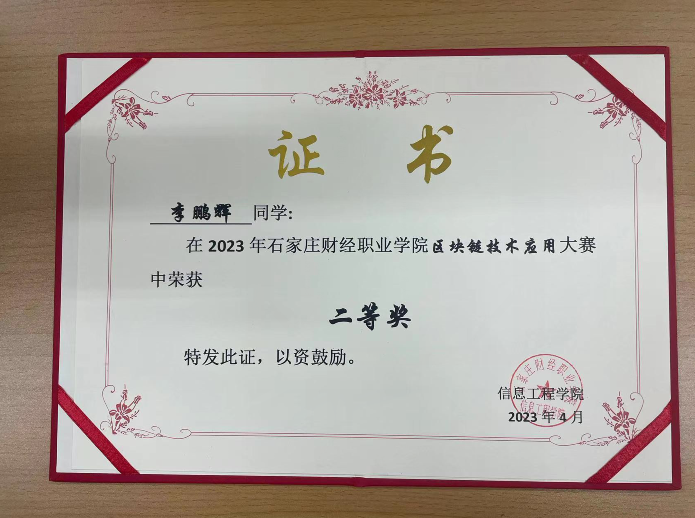 证 书
李鹏辉 同学:
在 2023 年石家庄财经职业学院区块链技术应用大赛
中荣获
二等奖
特发此证，以资鼓励。
信息工程学院
2023 年 4 月